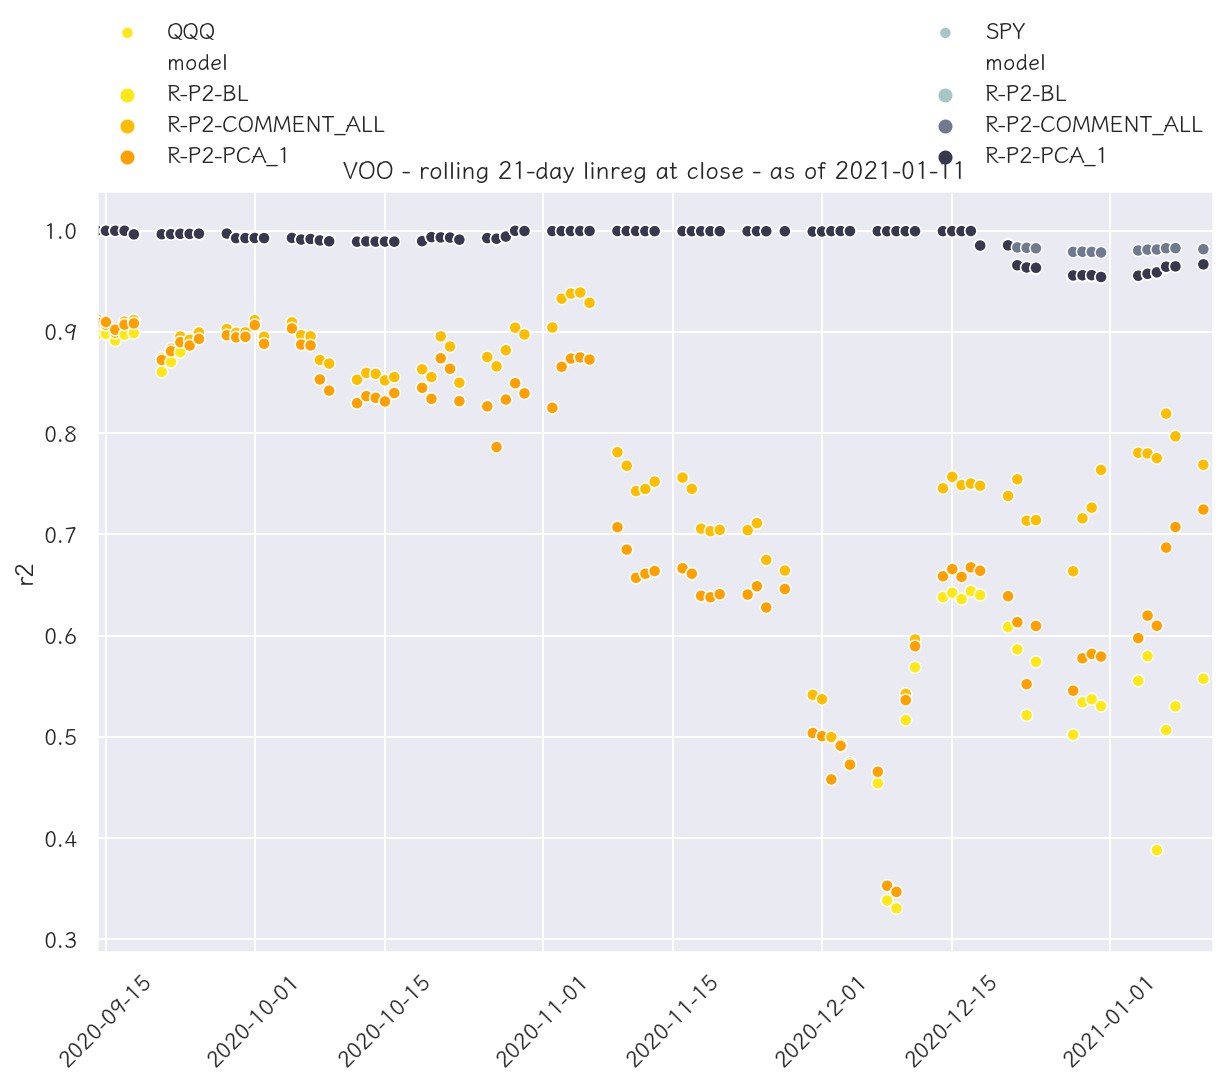 QQQ
model
R-P2-BL
R-P2-COMMENT_ALL
R-P2-PCA_1
SPY
model
R-P2-BL
R-P2-COMMENT_ALL
R-P2-PCA_1
VOO - rolling 21-day linreg at close - as of 2021-01-11
r2
1.0
0.9
0.8
0.7
0.6
0.5
0.4
0.3
2020-09-15
2020-10-01
2020-10-15
2020-11-01
2020-11-15
2020-12-01
2020-12-15
2021-01-01